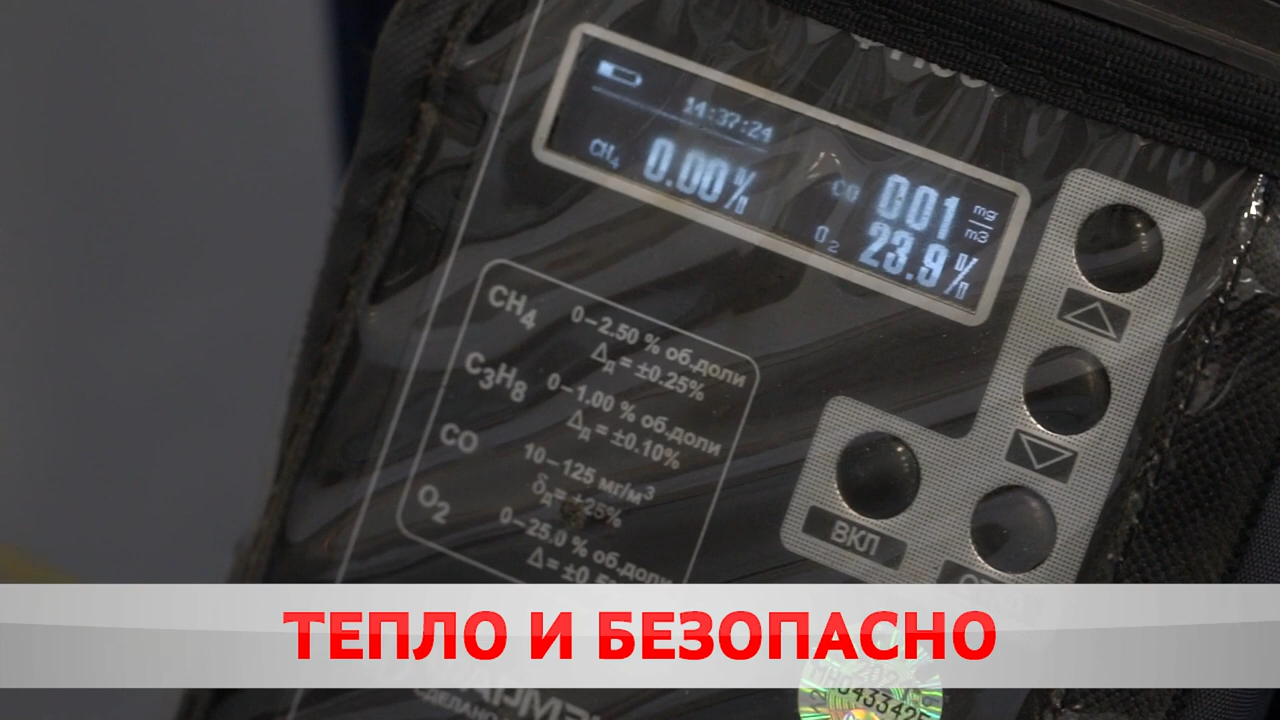 14:37:24
CH4 0.00%
CO 001 mg/m3
O2 23.9%
CH4 0–2.50 % об.доли
Δд = ±0.25%
C3H8 0–1.00 % об.доли
Δд = ±0.10%
CO 10–125 мг/м³
δд = ±25%
O2 0–25.0 % об.доли
ВКЛ
ТЕПЛО И БЕЗОПАСНО